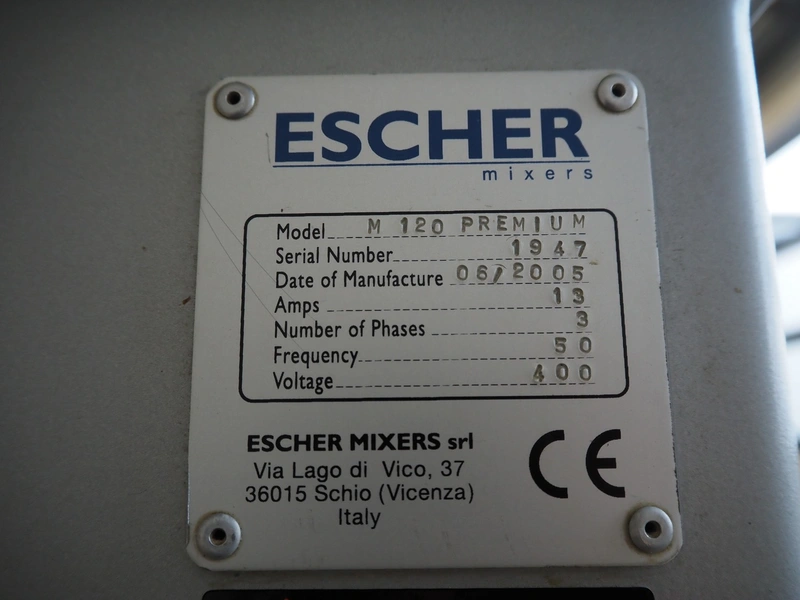 ESCHER
mixers
Model M 120 PREMIUM
Serial Number 1947
Date of Manufacture 06/2005
Amps 13
Number of Phases 3
Frequency 50
Voltage 400
ESCHER MIXERS srl
Via Lago di Vico, 37
36015 Schio (Vicenza)
Italy
CE